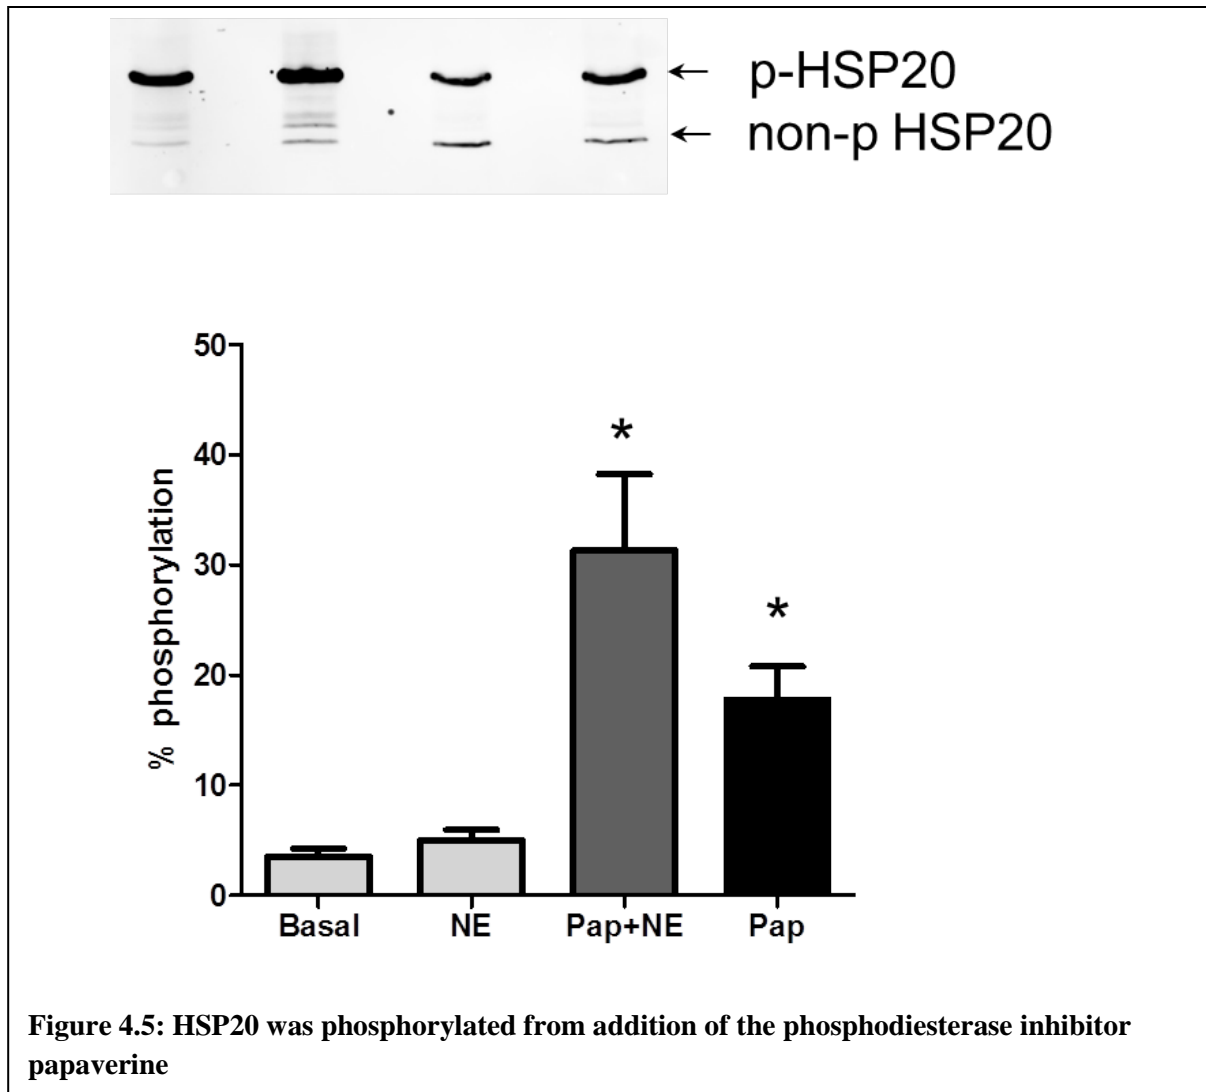 p-HSP20
non-p HSP20
50
40
30
20
10
0
% phosphorylation
*
*
Basal NE Pap+NE Pap
Figure 4.5: HSP20 was phosphorylated from addition of the phosphodiesterase inhibitor
papaverine